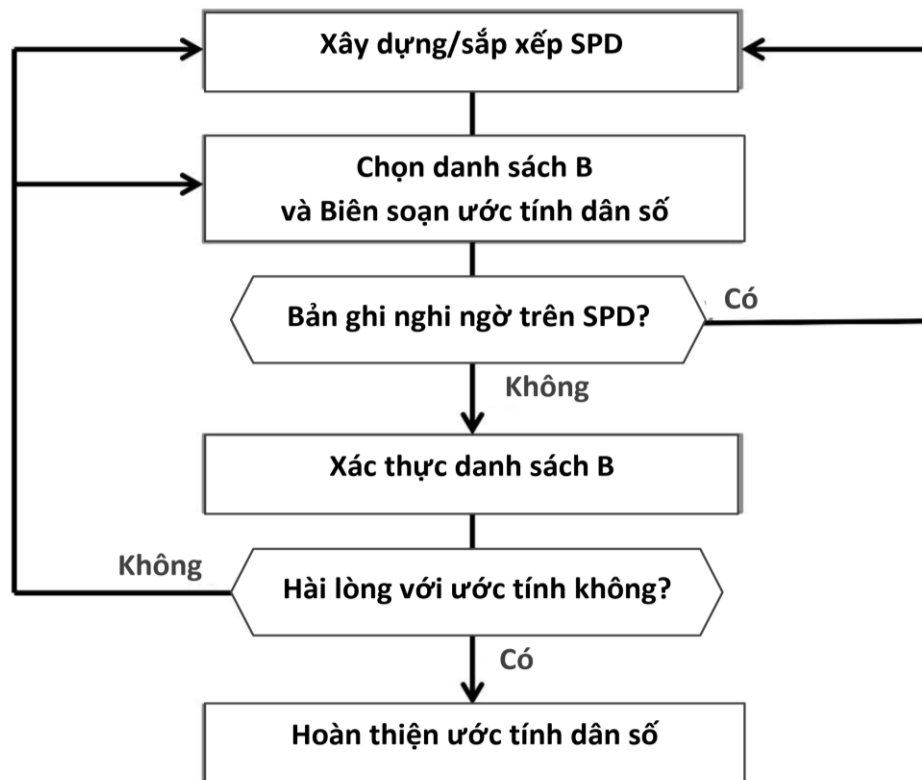 Xây dựng/sắp xếp SPD
Chọn danh sách B
và Biên soạn ước tính dân số
Bản ghi nghi ngờ trên SPD?
Có
Không
Xác thực danh sách B
Không
Hài lòng với ước tính không?
Có
Hoàn thiện ước tính dân số